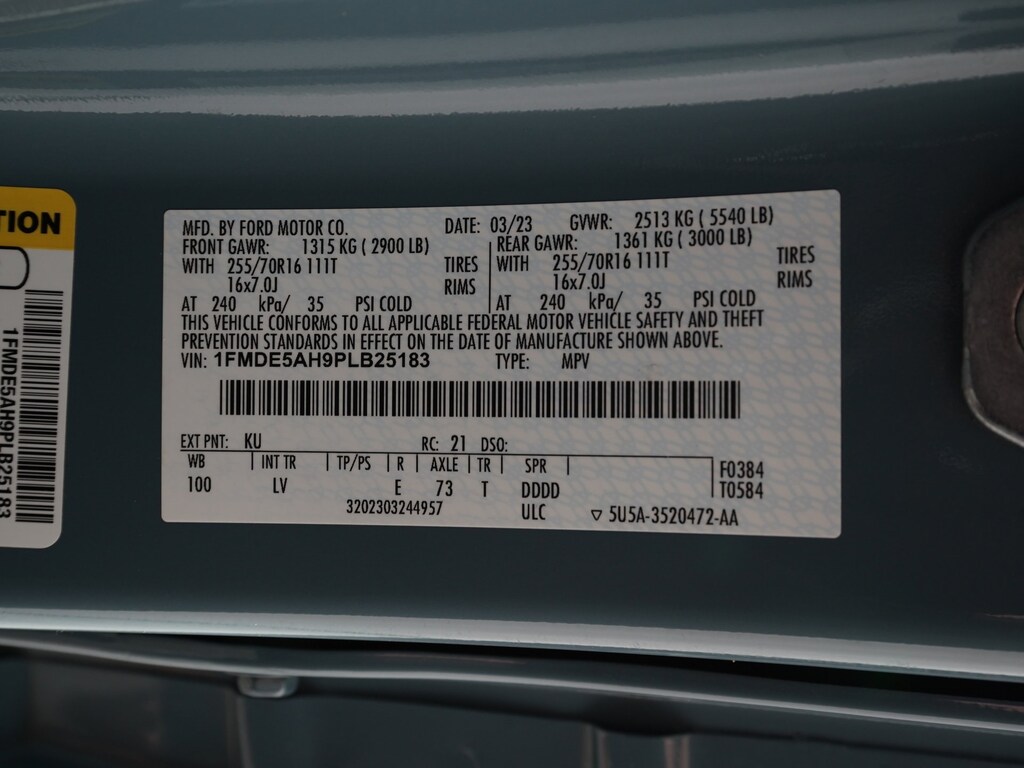 TION
1FMDE5AH9PLB25183
MFD. BY FORD MOTOR CO. DATE: 03/23 GVWR: 2513 KG ( 5540 LB)
FRONT GAWR: 1315 KG ( 2900 LB) REAR GAWR: 1361 KG ( 3000 LB)
WITH 255/70R16 111T TIRES WITH 255/70R16 111T TIRES
16x7.0J RIMS 16x7.0J RIMS
AT 240 kPa/ 35 PSI COLD AT 240 kPa/ 35 PSI COLD
THIS VEHICLE CONFORMS TO ALL APPLICABLE FEDERAL MOTOR VEHICLE SAFETY AND THEFT
PREVENTION STANDARDS IN EFFECT ON THE DATE OF MANUFACTURE SHOWN ABOVE.
VIN: 1FMDE5AH9PLB25183 TYPE: MPV
EXT PNT: KU RC: 21 DSO:
WB INT TR TP/PS R AXLE TR SPR F0384
100 LV E 73 T DDDD T0584
3202303244957 ULC ▽ 5U5A-3520472-AA